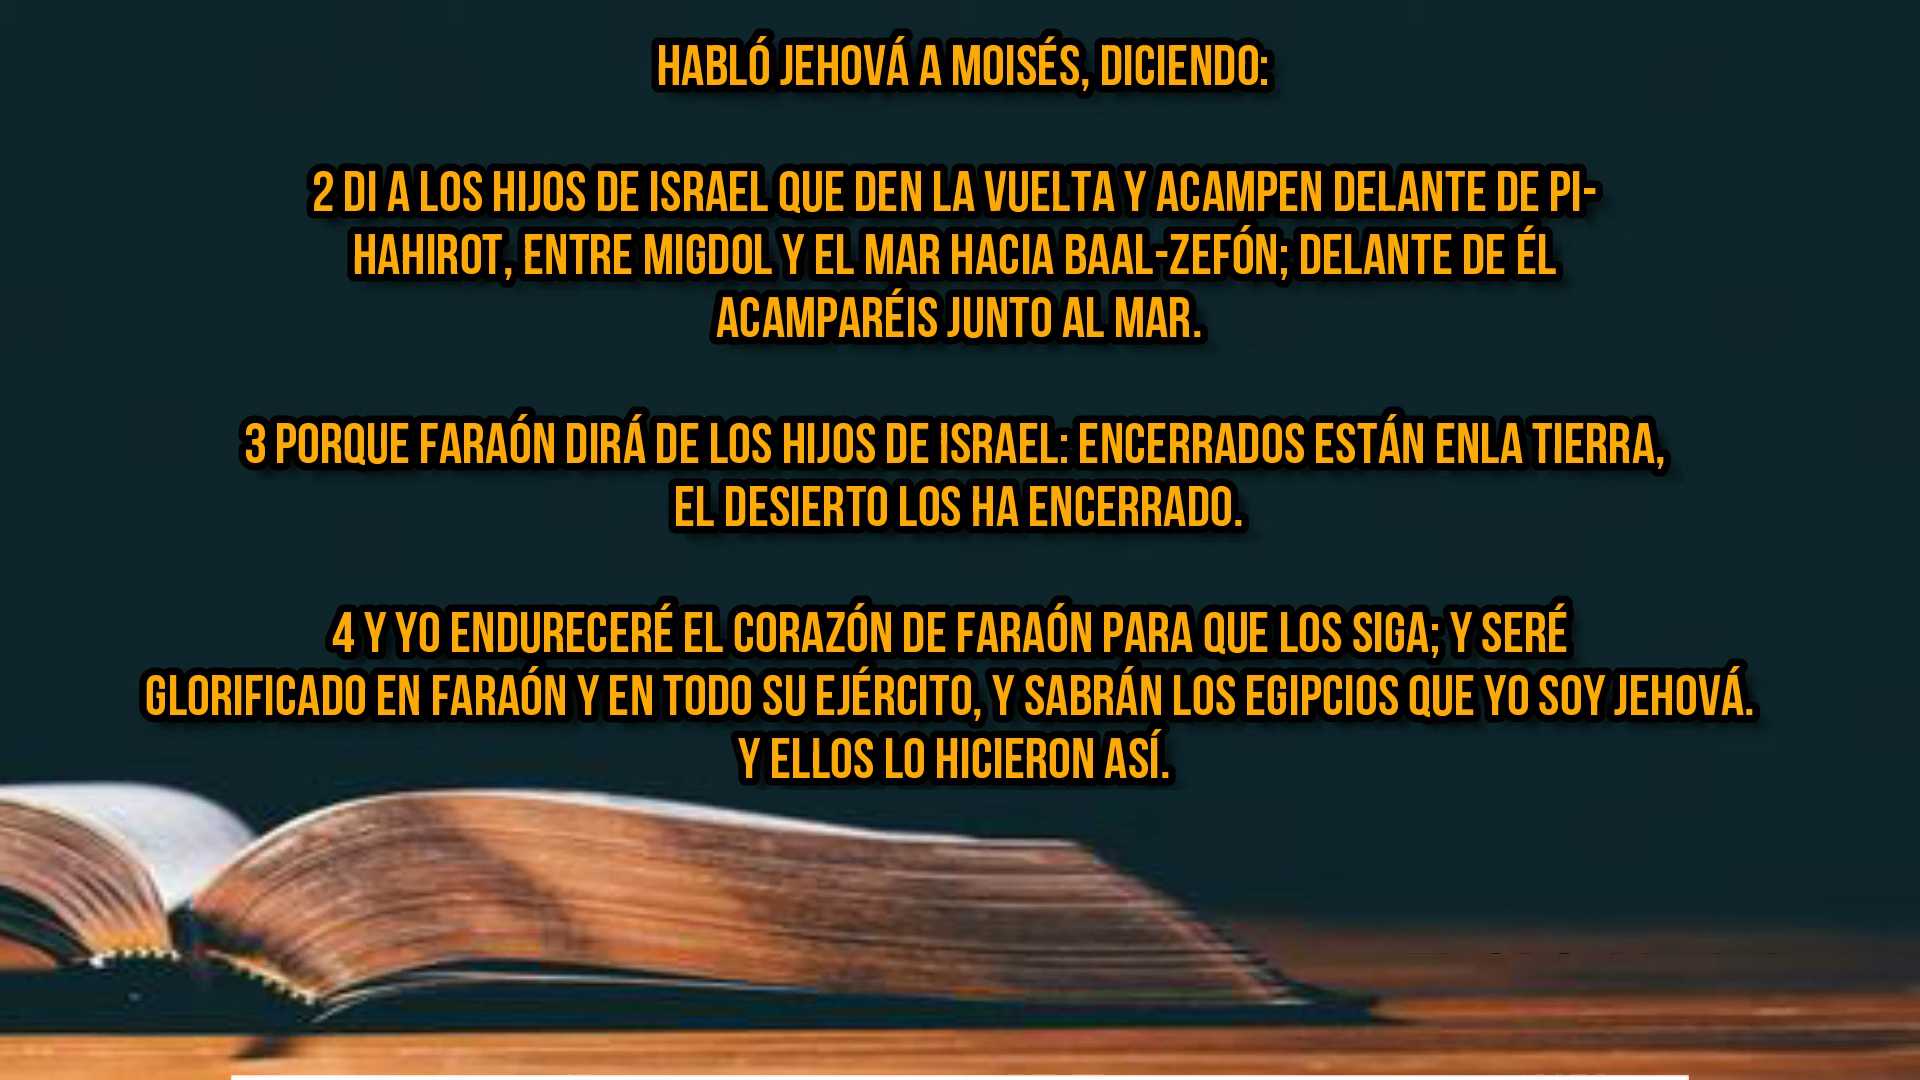 HABLÓ JEHOVÁ A MOISÉS, DICIENDO:
2 DI A LOS HIJOS DE ISRAEL QUE DEN LA VUELTA Y ACAMPEN DELANTE DE PI-
HAHIROT, ENTRE MIGDOL Y EL MAR HACIA BAAL-ZEFÓN; DELANTE DE ÉL
ACAMPARÉIS JUNTO AL MAR.
3 PORQUE FARAÓN DIRÁ DE LOS HIJOS DE ISRAEL: ENCERRADOS ESTÁN ENLA TIERRA,
EL DESIERTO LOS HA ENCERRADO.
4 Y YO ENDURECERÉ EL CORAZÓN DE FARAÓN PARA QUE LOS SIGA; Y SERÉ
GLORIFICADO EN FARAÓN Y EN TODO SU EJÉRCITO, Y SABRÁN LOS EGIPCIOS QUE YO SOY JEHOVÁ.
Y ELLOS LO HICIERON ASÍ.